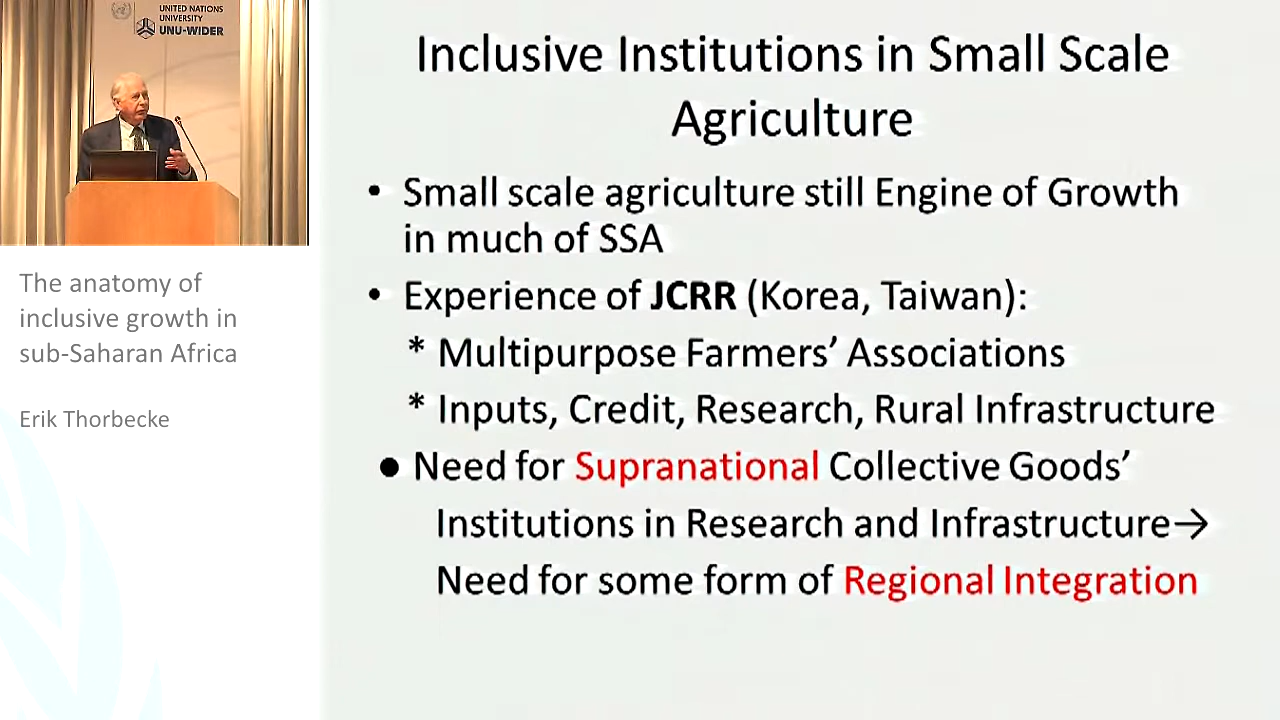 UNITED NATIONS
UNIVERSITY
UNU-WIDER
The anatomy of
inclusive growth in
sub-Saharan Africa
Erik Thorbecke
Inclusive Institutions in Small Scale
Agriculture
• Small scale agriculture still Engine of Growth
in much of SSA
• Experience of JCRR (Korea, Taiwan):
* Multipurpose Farmers’ Associations
* Inputs, Credit, Research, Rural Infrastructure
● Need for Supranational Collective Goods’
Institutions in Research and Infrastructure→
Need for some form of Regional Integration